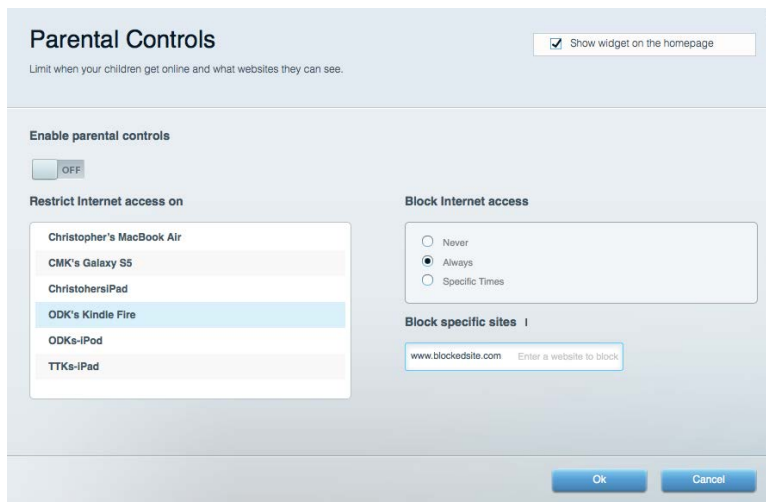 Parental Controls
Show widget on the homepage
Limit when your children get online and what websites they can see.
Enable parental controls
OFF
Restrict Internet access on
Christopher's MacBook Air
CMK's Galaxy S5
ChristohersiPad
ODK's Kindle Fire
ODKs-iPod
TTKs-iPad
Block Internet access
Never
Always
Specific Times
Block specific sites
www.blockedsite.com Enter a website to block
Ok
Cancel